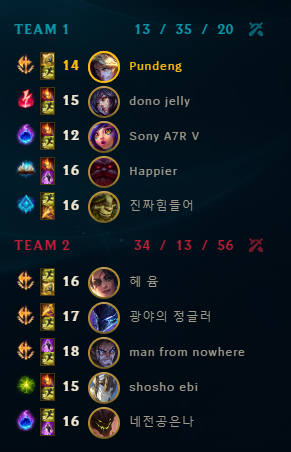 TEAM 1 13 / 35 / 20
14 Pundeng
15 dono jelly
12 Sony A7R V
16 Happier
16 진짜힘들어
TEAM 2 34 / 13 / 56
16 헤 윰
17 광야의 정글러
18 man from nowhere
15 shosho ebi
16 네전공은나